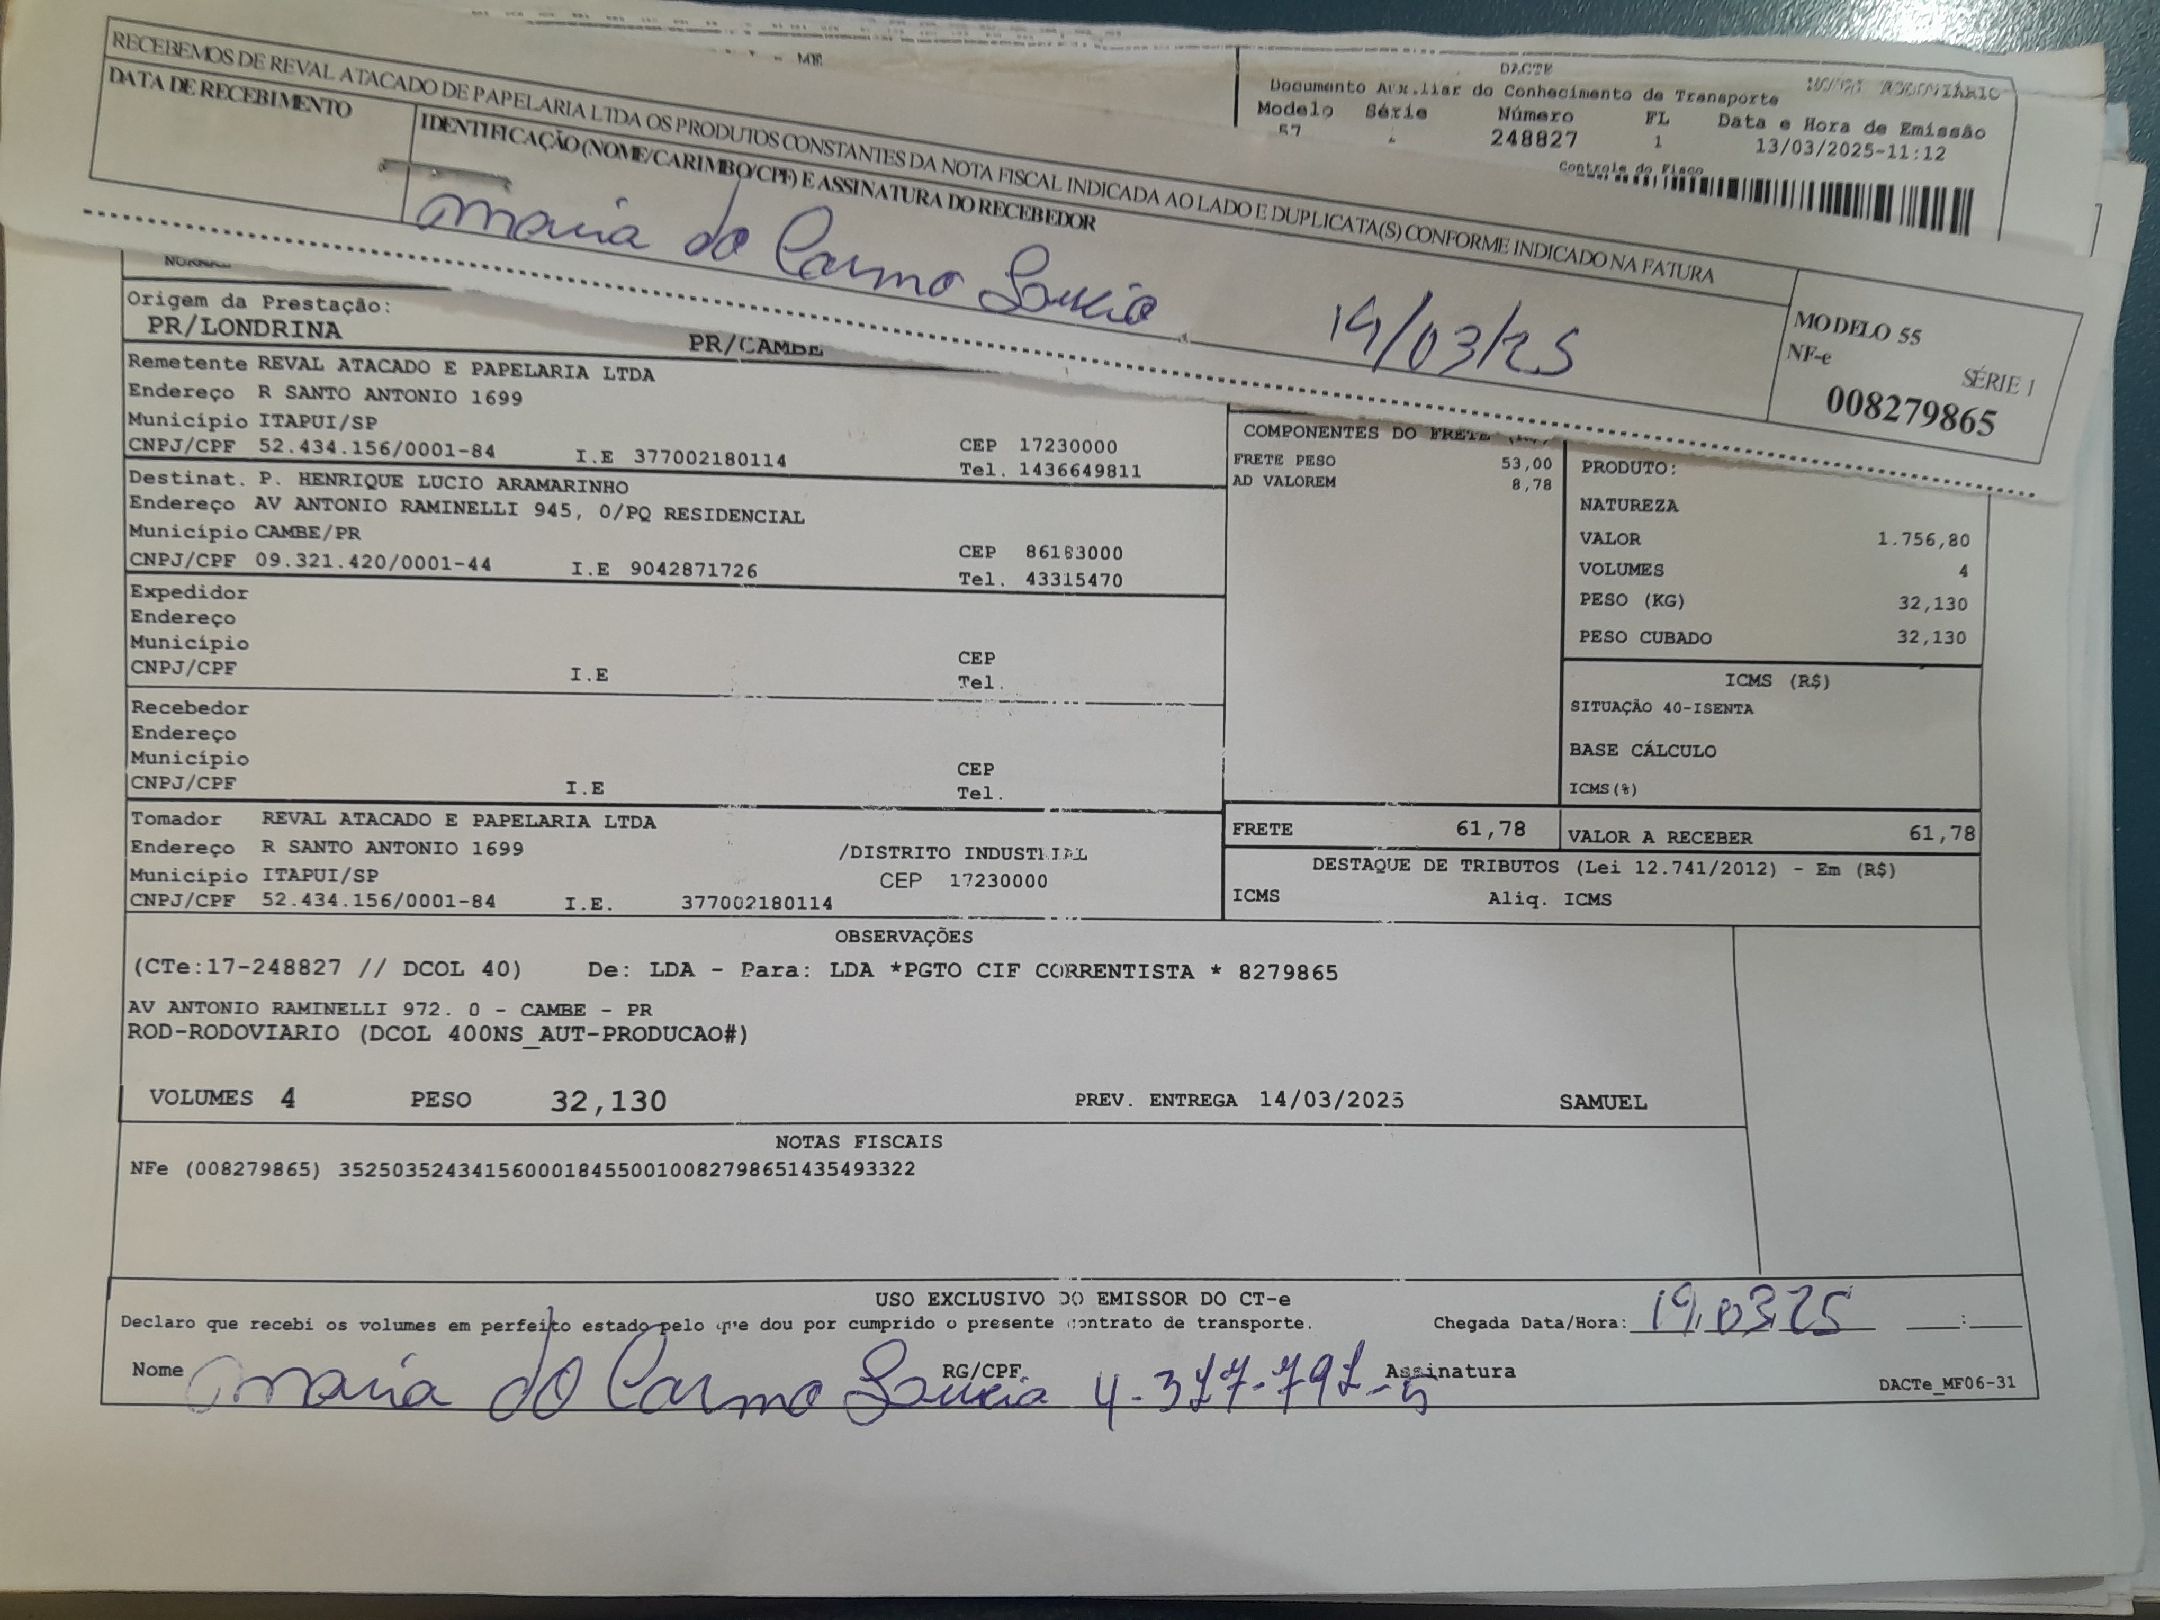 RECEBEMOS DE REVAL ATACADO DE PAPELARIA LTDA OS PRODUTOS CONSTANTES DA NOTA FISCAL INDICADA AO LADO E DUPLICATA(S) CONFORME INDICADO NA FATURA
DATA DE RECEBIMENTO
IDENTIFICAÇÃO (NOME/CARIMBO/CPF) E ASSINATURA DO RECEBEDOR
Maria do Carmo
19/03/25
MODELO 55
NF-e
SÉRIE 1
008279865
DACTE
Documento Auxiliar do Conhecimento de Transporte
Modelo Série Número FL Data e Hora de Emissão
57 248827 1 13/03/2025-11:12
Controle do Fisco
Origem da Prestação:
PR/LONDRINA
PR/CAMBE
Remetente REVAL ATACADO E PAPELARIA LTDA
Endereço R SANTO ANTONIO 1699
Município ITAPUI/SP
CNPJ/CPF 52.434.156/0001-84 I.E 377002180114
CEP 17230000
Tel. 1436649811
Destinat. P. HENRIQUE LUCIO ARAMARINHO
Endereço AV ANTONIO RAMINELLI 945, 0/PQ RESIDENCIAL
Município CAMBE/PR
CNPJ/CPF 09.321.420/0001-44 I.E 9042871726
CEP 86183000
Tel. 43315470
Expedidor
Endereço
Município
CNPJ/CPF I.E
CEP
Tel.
Recebedor
Endereço
Município
CNPJ/CPF I.E
CEP
Tel.
Tomador REVAL ATACADO E PAPELARIA LTDA
Endereço R SANTO ANTONIO 1699 /DISTRITO INDUSTRIAL
Município ITAPUI/SP CEP 17230000
CNPJ/CPF 52.434.156/0001-84 I.E. 377002180114
COMPONENTES DO FRETE
FRETE PESO 53,00
AD VALOREM 8,78
PRODUTO:
NATUREZA
VALOR 1.756,80
VOLUMES 4
PESO (KG) 32,130
PESO CUBADO 32,130
ICMS (R$)
SITUAÇÃO 40-ISENTA
BASE CÁLCULO
ICMS(%)
FRETE 61,78 VALOR A RECEBER 61,78
DESTAQUE DE TRIBUTOS (Lei 12.741/2012) - Em (R$)
ICMS Aliq. ICMS
OBSERVAÇÕES
(CTe:17-248827 // DCOL 40) De: LDA - Para: LDA *PGTO CIF CORRENTISTA * 8279865
AV ANTONIO RAMINELLI 972. 0 - CAMBE - PR
ROD-RODOVIARIO (DCOL 400NS_AUT-PRODUCAO#)
VOLUMES 4 PESO 32,130 PREV. ENTREGA 14/03/2025 SAMUEL
NOTAS FISCAIS
NFe (008279865) 35250352434156000184550010082798651435493322
USO EXCLUSIVO DO EMISSOR DO CT-e
Declaro que recebi os volumes em perfeito estado pelo que dou por cumprido o presente contrato de transporte. Chegada Data/Hora: 19.03.25 :
Nome Maria do Carmo RG/CPF Assinatura
DACTe_MF06-31